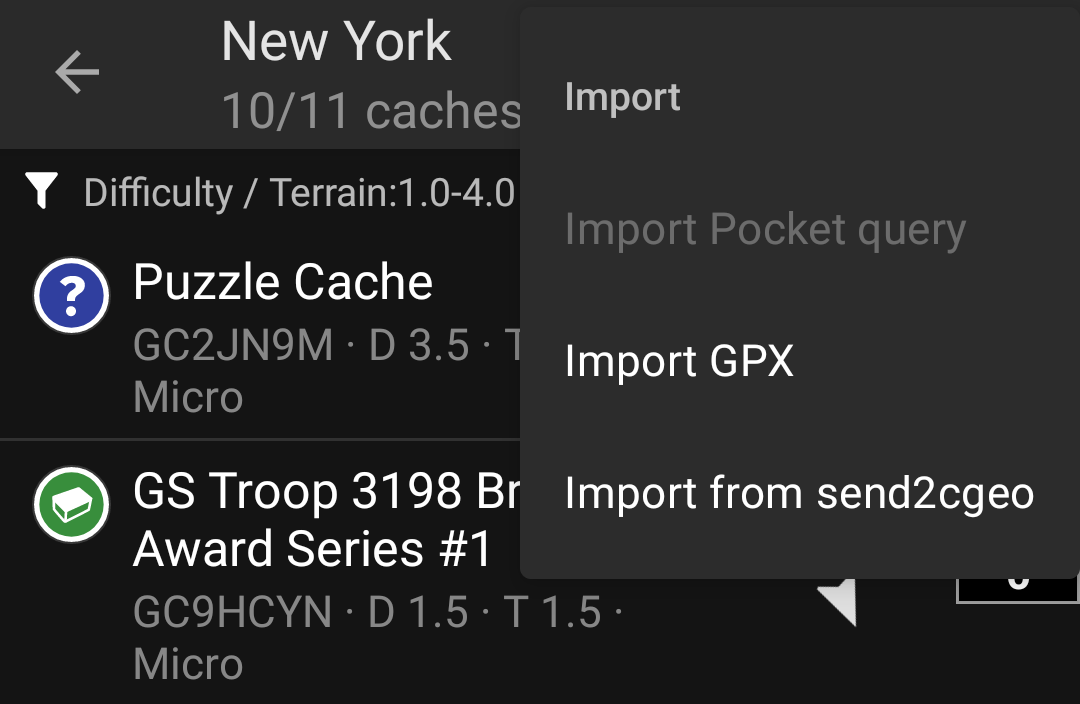 New York
10/11 caches
Difficulty / Terrain:1.0-4.0
Import
Import Pocket query
Import GPX
Import from send2cgeo
?
Puzzle Cache
GC2JN9M · D 3.5 · T
Micro
GS Troop 3198 Br
Award Series #1
GC9HCYN · D 1.5 · T 1.5 ·
Micro